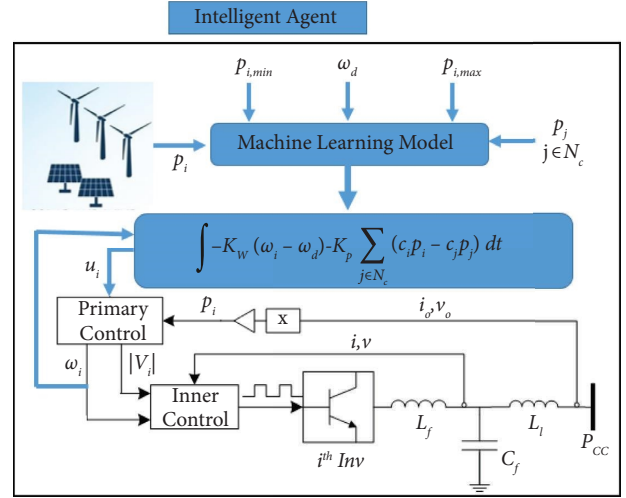 Intelligent Agent
p_{i,min}
ω_d
p_{i,max}
p_i
Machine Learning Model
p_j
j∈N_c
∫ −K_W (ω_i − ω_d)-K_p ∑_{j∈N_c} (c_i p_i − c_j p_j) dt
u_i
Primary
Control
p_i
x
i_o,v_o
ω_i
|V_i|
i,v
Inner
Control
L_f
L_l
C_f
P_{CC}
i^{th} Inv